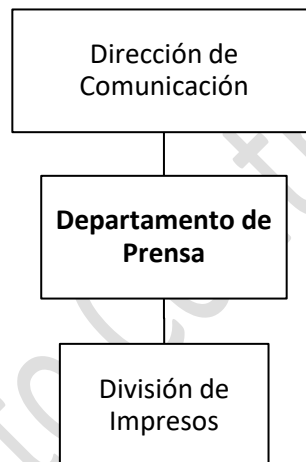 Dirección de
Comunicación
Departamento de
Prensa
División de
Impresos